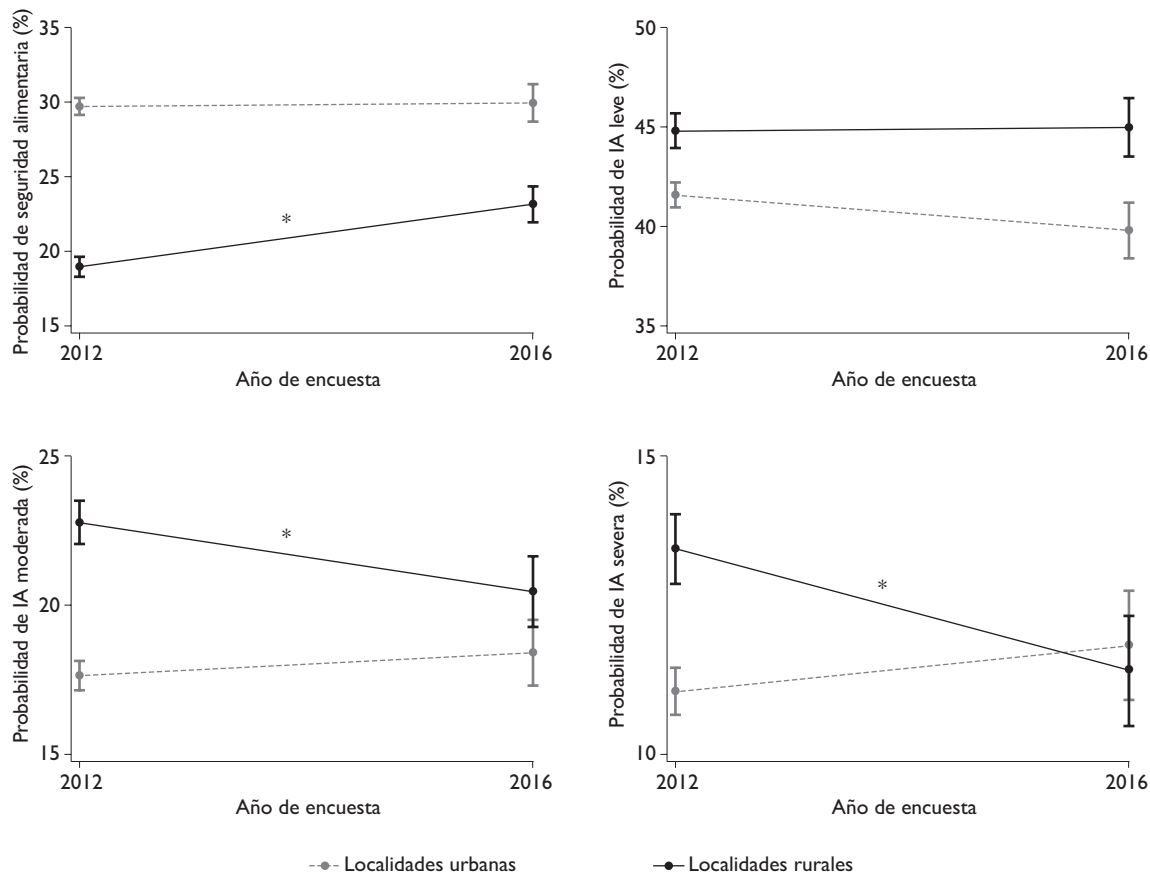 Probabilidad de seguridad alimentaria (%)
35
30
25
20
15
*
2012
2016
Año de encuesta
Probabilidad de IA leve (%)
50
45
40
35
2012
2016
Año de encuesta
Probabilidad de IA moderada (%)
25
20
15
*
2012
2016
Año de encuesta
Probabilidad de IA severa (%)
15
10
*
2012
2016
Año de encuesta
Localidades urbanas
Localidades rurales